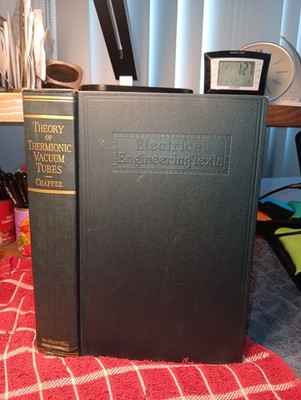 THEORY
OF
THERMIONIC
VACUUM
TUBES
CHAFFEE
McGRAW-HILL
Electrical
Engineering Texts